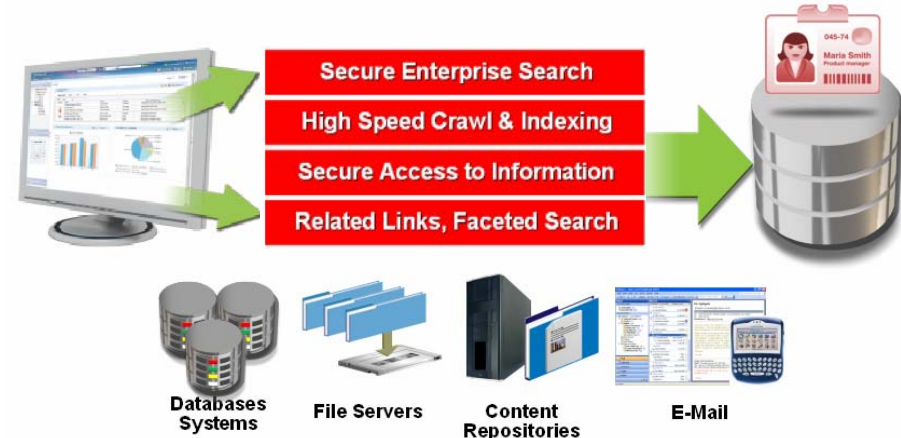 Secure Enterprise Search
High Speed Crawl & Indexing
Secure Access to Information
Related Links, Faceted Search
045-74
Maria Smith
Product manager
Databases
Systems
File Servers
Content
Repositories
E-Mail